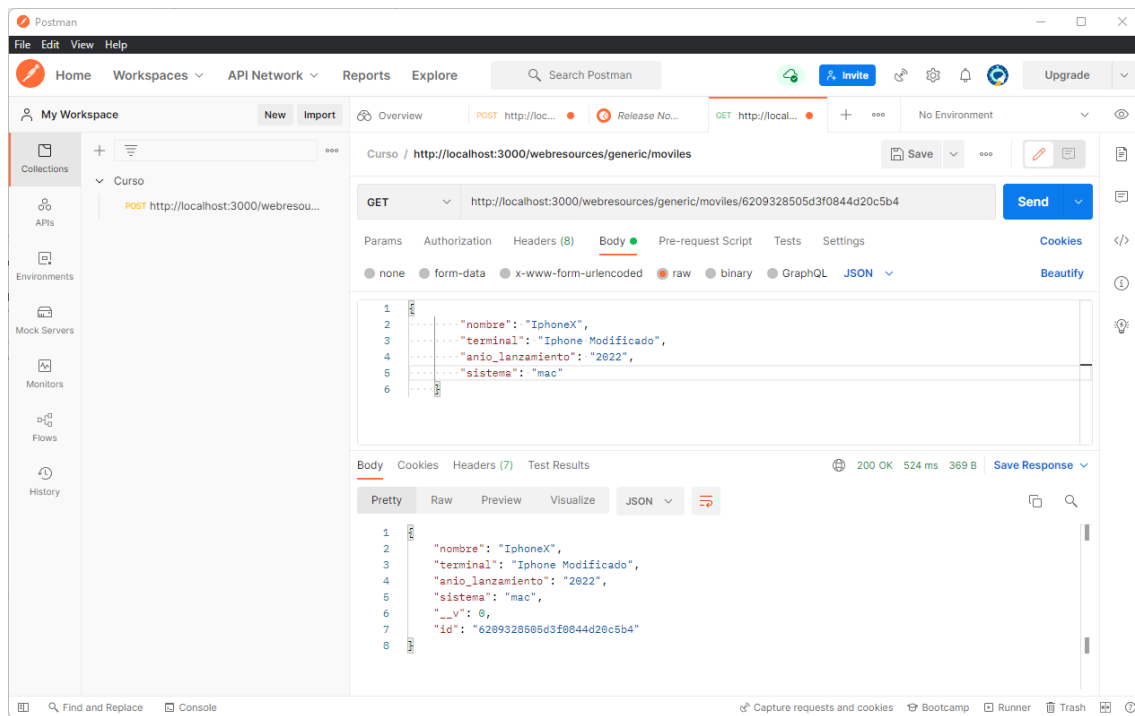 Postman
File Edit View Help
Home Workspaces API Network Reports Explore Search Postman Invite Upgrade
My Workspace New Import Overview POST http://loc... Release No... GET http://local... No Environment
Collections
APIs
Environments
Mock Servers
Monitors
Flows
History
Curso
POST http://localhost:3000/webresou...
Curso / http://localhost:3000/webresources/generic/moviles Save
GET http://localhost:3000/webresources/generic/moviles/6209328505d3f0844d20c5b4 Send
Params Authorization Headers (8) Body Pre-request Script Tests Settings Cookies
none form-data x-www-form-urlencoded raw binary GraphQL JSON Beautify
1 {
2 "nombre": "IphoneX",
3 "terminal": "Iphone Modificado",
4 "anio_lanzamiento": "2022",
5 "sistema": "mac"
6 }
Body Cookies Headers (7) Test Results 200 OK 524 ms 369 B Save Response
Pretty Raw Preview Visualize JSON
1 {
2 "nombre": "IphoneX",
3 "terminal": "Iphone Modificado",
4 "anio_lanzamiento": "2022",
5 "sistema": "mac",
6 "__v": 0,
7 "id": "6209328505d3f0844d20c5b4"
8 }
Find and Replace Console Capture requests and cookies Bootcamp Runner Trash